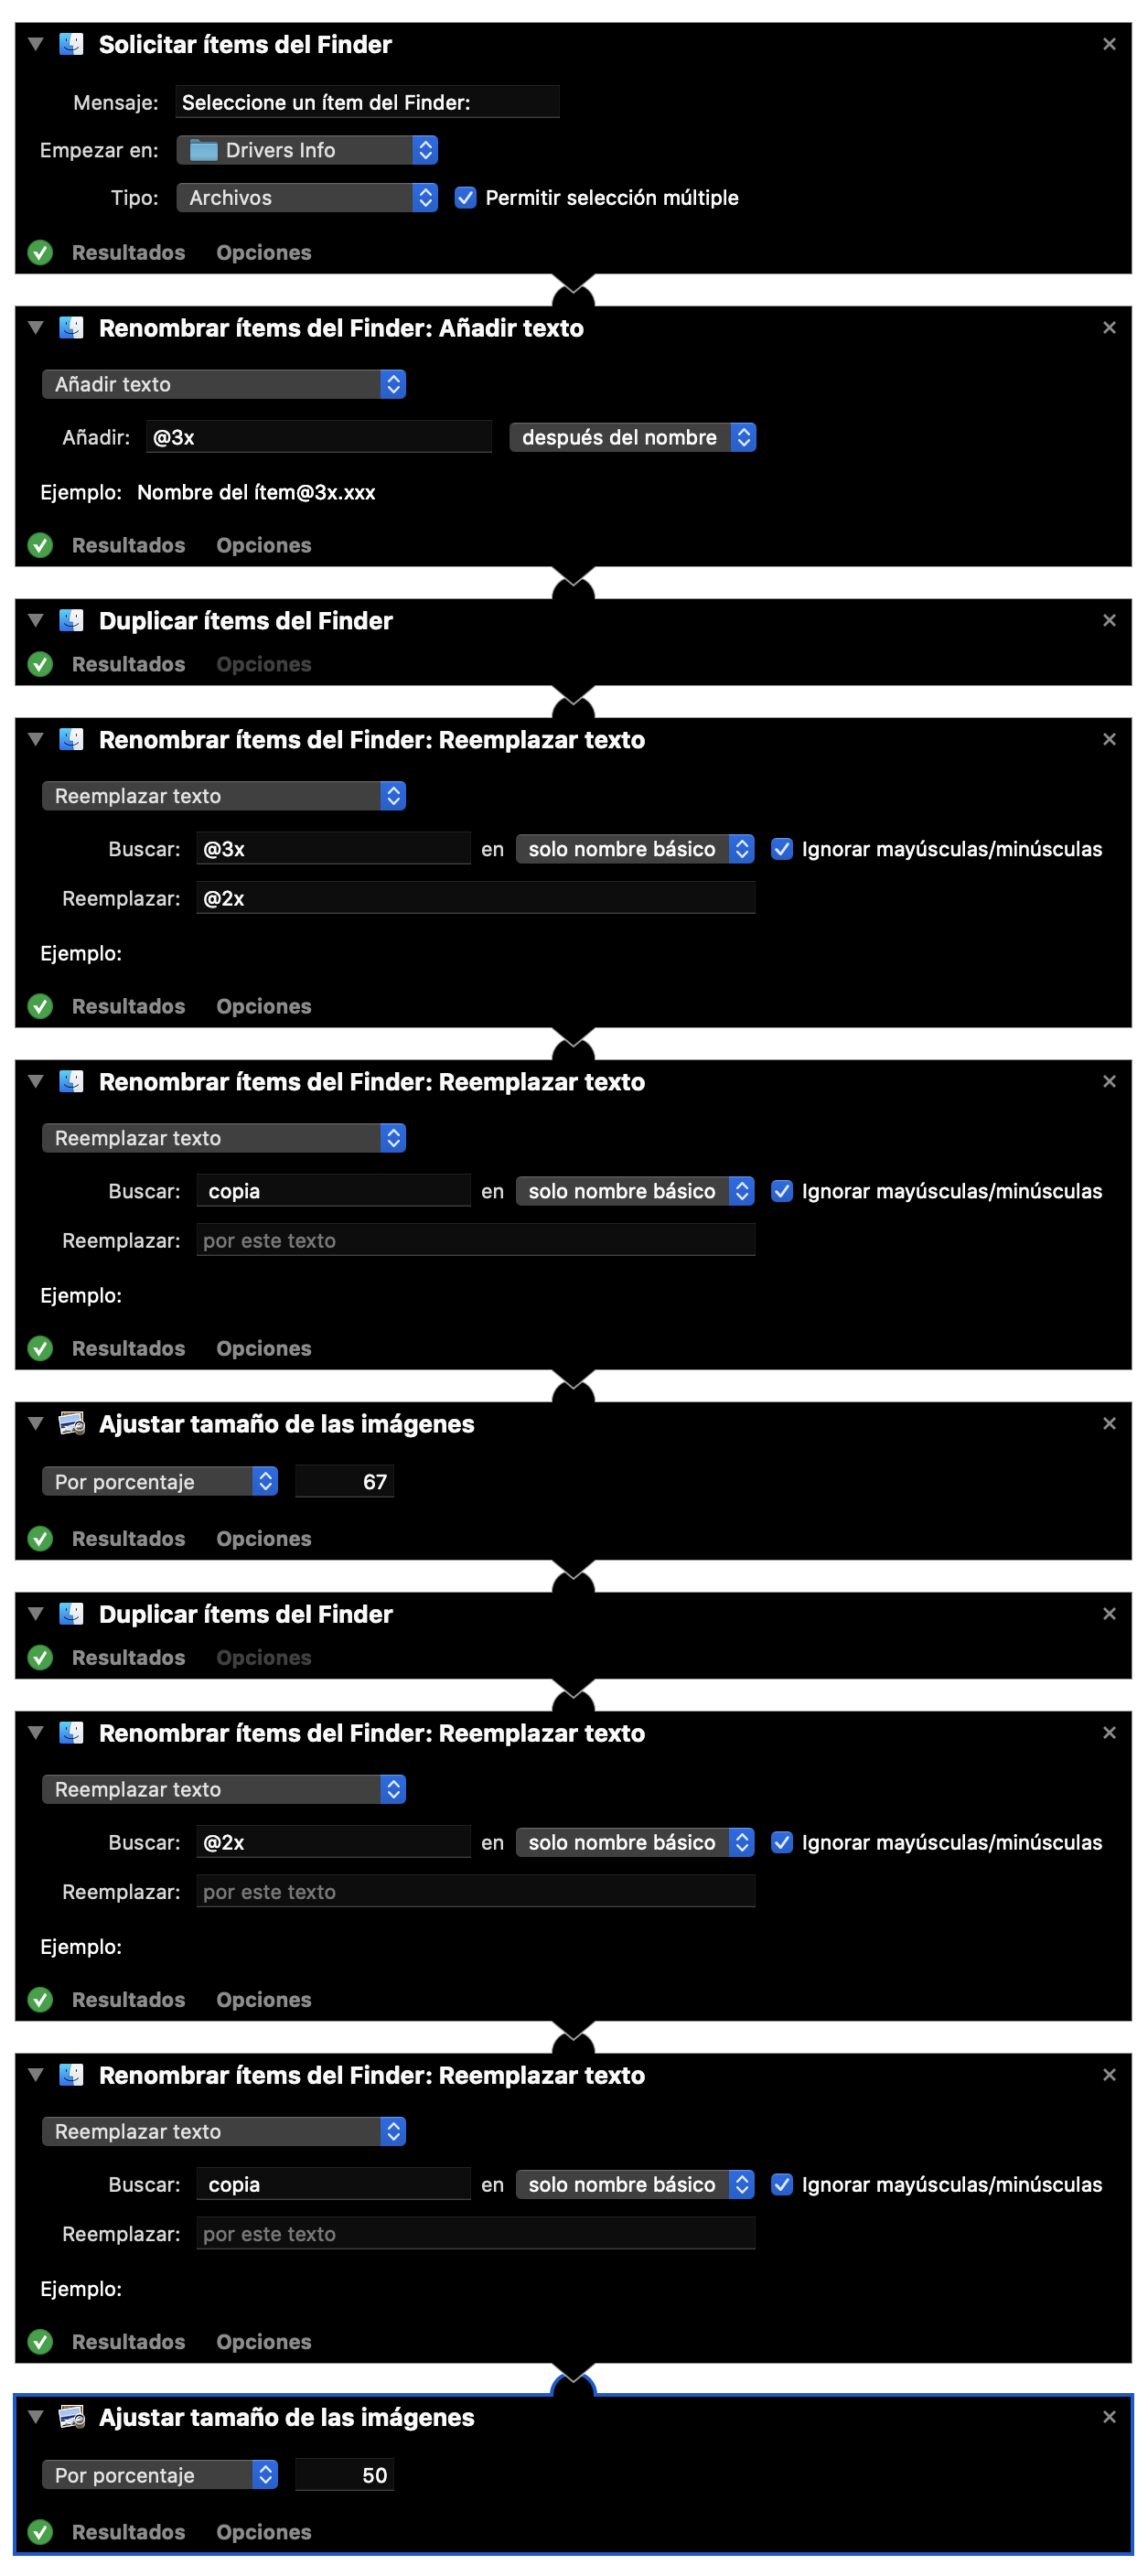 Solicitar ítems del Finder
Mensaje: Seleccione un ítem del Finder:
Empezar en: Drivers Info
Tipo: Archivos Permitir selección múltiple
Resultados Opciones
Renombrar ítems del Finder: Añadir texto
Añadir texto
Añadir: @3x después del nombre
Ejemplo: Nombre del ítem@3x.xxx
Resultados Opciones
Duplicar ítems del Finder
Resultados Opciones
Renombrar ítems del Finder: Reemplazar texto
Reemplazar texto
Buscar: @3x en solo nombre básico Ignorar mayúsculas/minúsculas
Reemplazar: @2x
Ejemplo:
Resultados Opciones
Renombrar ítems del Finder: Reemplazar texto
Reemplazar texto
Buscar: copia en solo nombre básico Ignorar mayúsculas/minúsculas
Reemplazar: por este texto
Ejemplo:
Resultados Opciones
Ajustar tamaño de las imágenes
Por porcentaje 67
Resultados Opciones
Duplicar ítems del Finder
Resultados Opciones
Renombrar ítems del Finder: Reemplazar texto
Reemplazar texto
Buscar: @2x en solo nombre básico Ignorar mayúsculas/minúsculas
Reemplazar: por este texto
Ejemplo:
Resultados Opciones
Renombrar ítems del Finder: Reemplazar texto
Reemplazar texto
Buscar: copia en solo nombre básico Ignorar mayúsculas/minúsculas
Reemplazar: por este texto
Ejemplo:
Resultados Opciones
Ajustar tamaño de las imágenes
Por porcentaje 50
Resultados Opciones